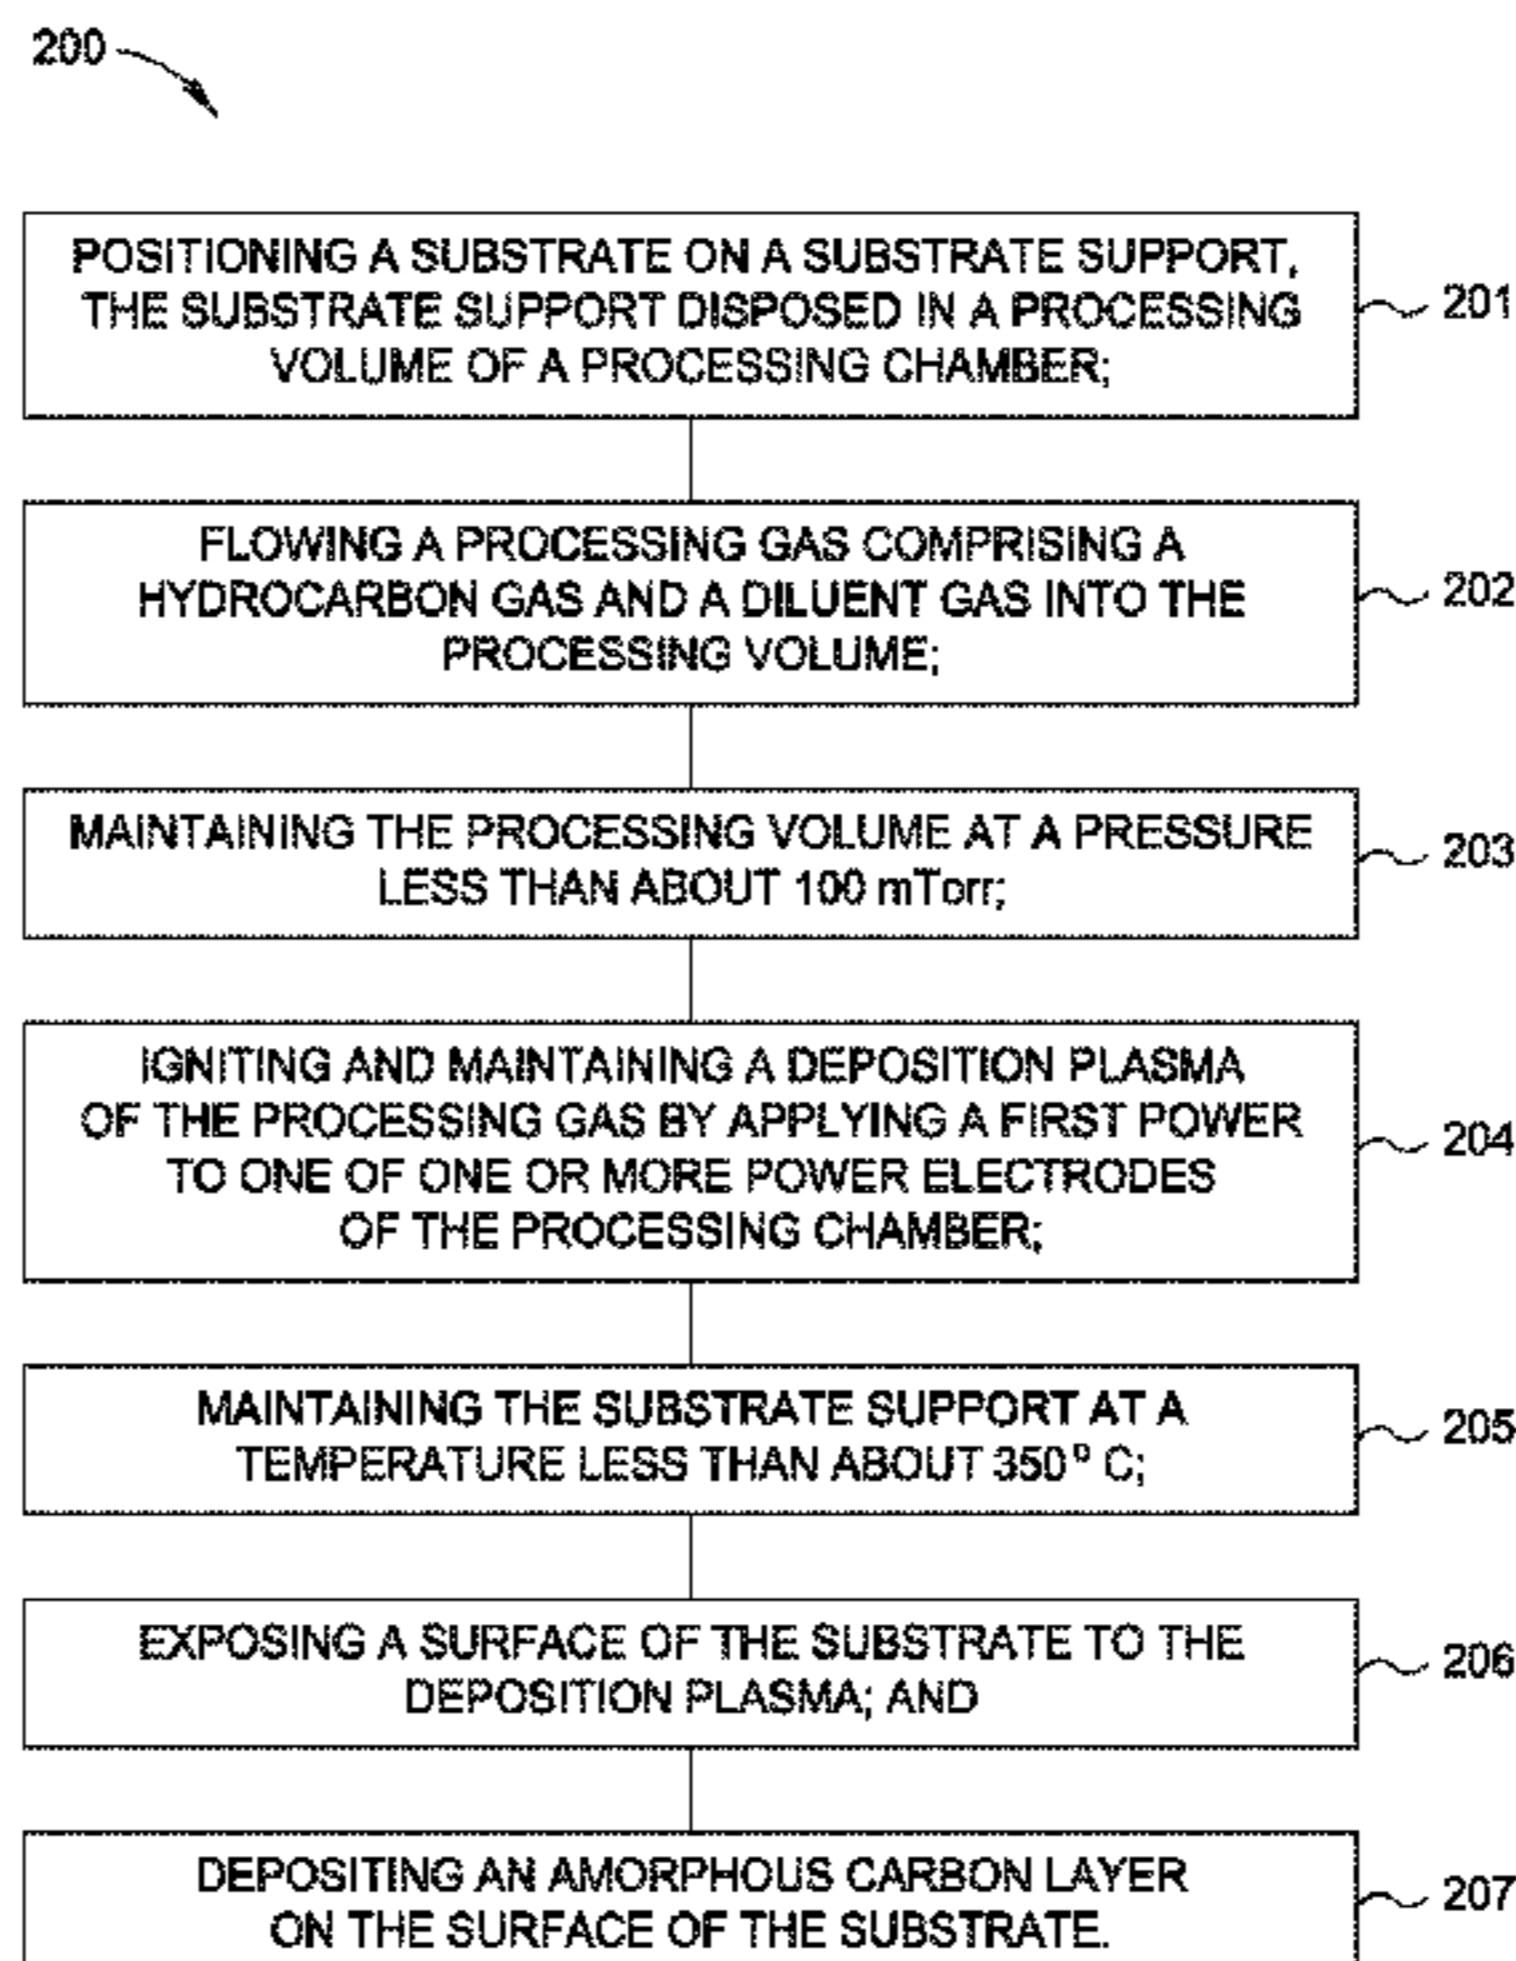 200
POSITIONING A SUBSTRATE ON A SUBSTRATE SUPPORT,
THE SUBSTRATE SUPPORT DISPOSED IN A PROCESSING
VOLUME OF A PROCESSING CHAMBER;
201
FLOWING A PROCESSING GAS COMPRISING A
HYDROCARBON GAS AND A DILUENT GAS INTO THE
PROCESSING VOLUME;
202
MAINTAINING THE PROCESSING VOLUME AT A PRESSURE
LESS THAN ABOUT 100 mTorr;
203
IGNITING AND MAINTAINING A DEPOSITION PLASMA
OF THE PROCESSING GAS BY APPLYING A FIRST POWER
TO ONE OF ONE OR MORE POWER ELECTRODES
OF THE PROCESSING CHAMBER;
204
MAINTAINING THE SUBSTRATE SUPPORT AT A
TEMPERATURE LESS THAN ABOUT 350° C;
205
EXPOSING A SURFACE OF THE SUBSTRATE TO THE
DEPOSITION PLASMA; AND
206
DEPOSITING AN AMORPHOUS CARBON LAYER
ON THE SURFACE OF THE SUBSTRATE.
207